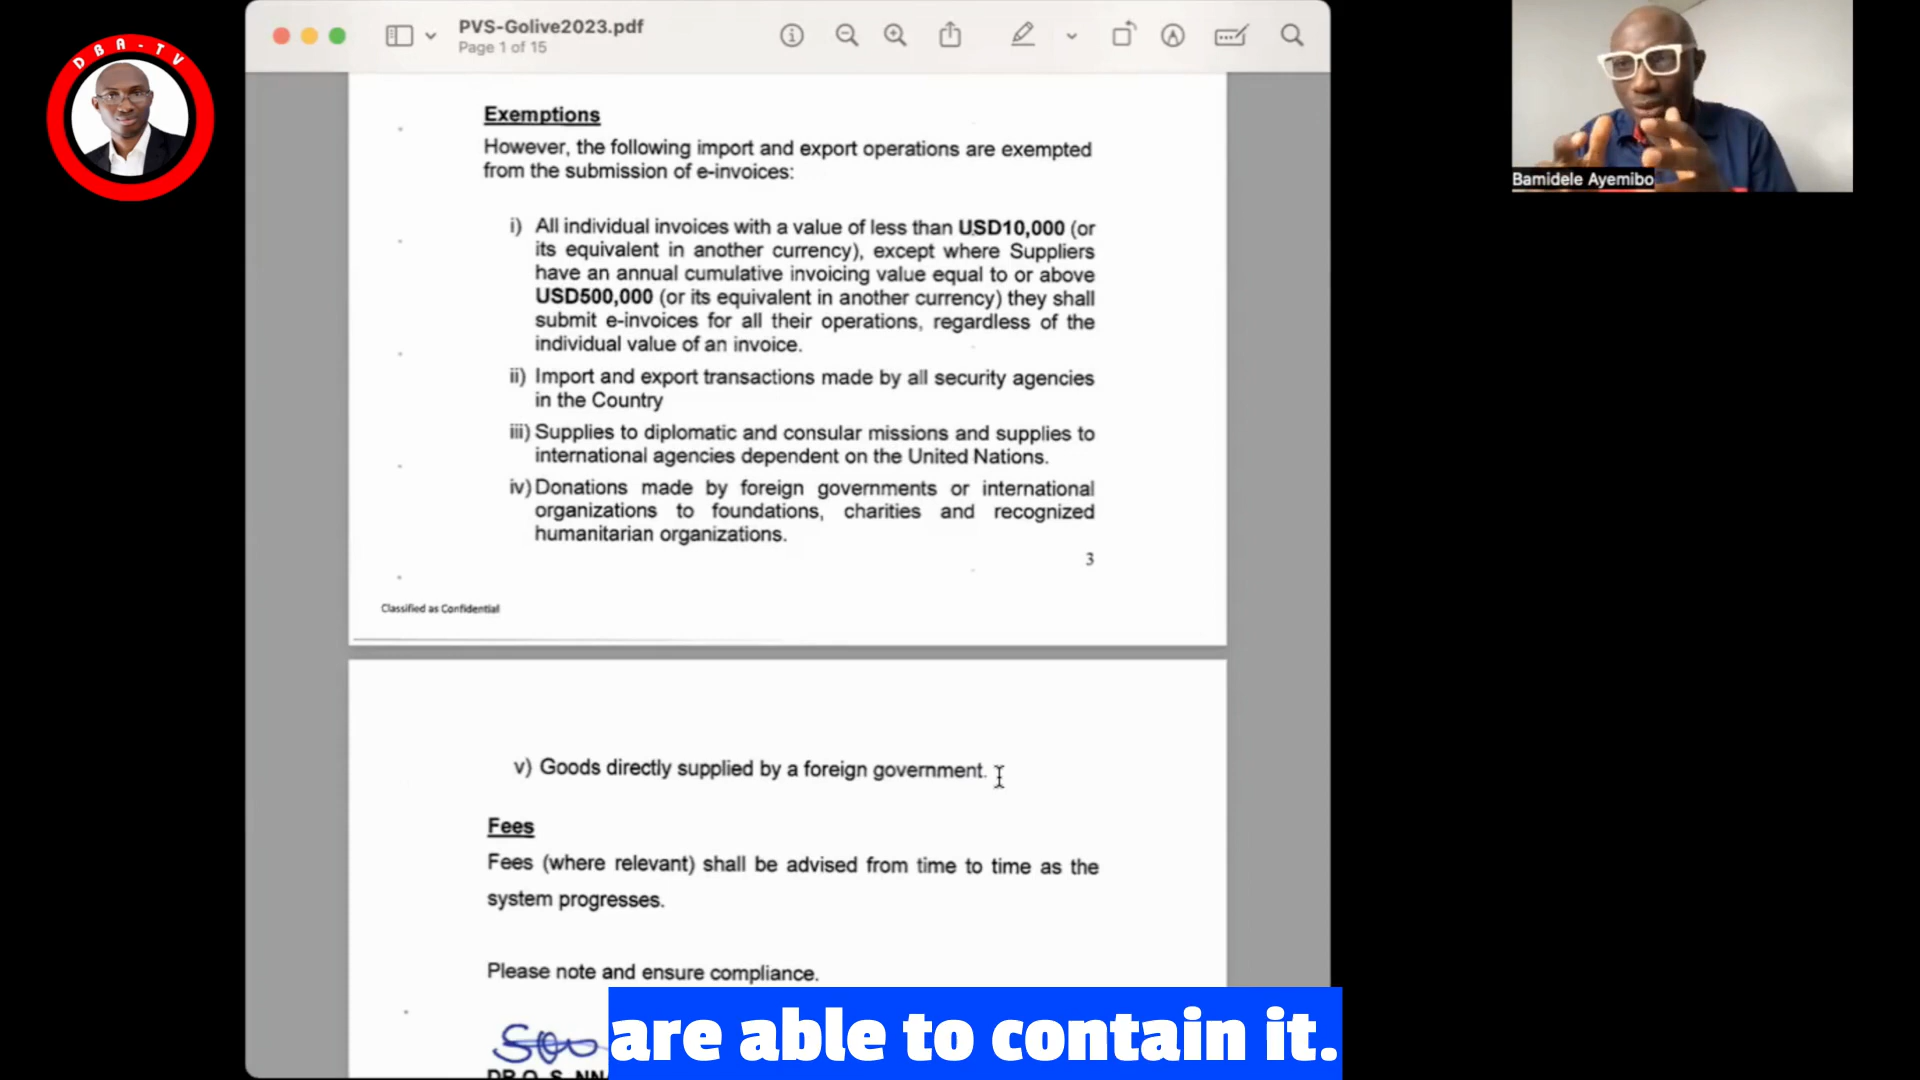 DBA-TV
PVS-Golive2023.pdf
Page 1 of 15
Bamidele Ayemibo
Exemptions
However, the following import and export operations are exempted
from the submission of e-invoices:
i) All individual invoices with a value of less than USD10,000 (or
its equivalent in another currency), except where Suppliers
have an annual cumulative invoicing value equal to or above
USD500,000 (or its equivalent in another currency) they shall
submit e-invoices for all their operations, regardless of the
individual value of an invoice.
ii) Import and export transactions made by all security agencies
in the Country
iii) Supplies to diplomatic and consular missions and supplies to
international agencies dependent on the United Nations.
iv) Donations made by foreign governments or international
organizations to foundations, charities and recognized
humanitarian organizations.
3
Classified as Confidential
v) Goods directly supplied by a foreign government.
Fees
Fees (where relevant) shall be advised from time to time as the
system progresses.
Please note and ensure compliance.
are able to contain it.